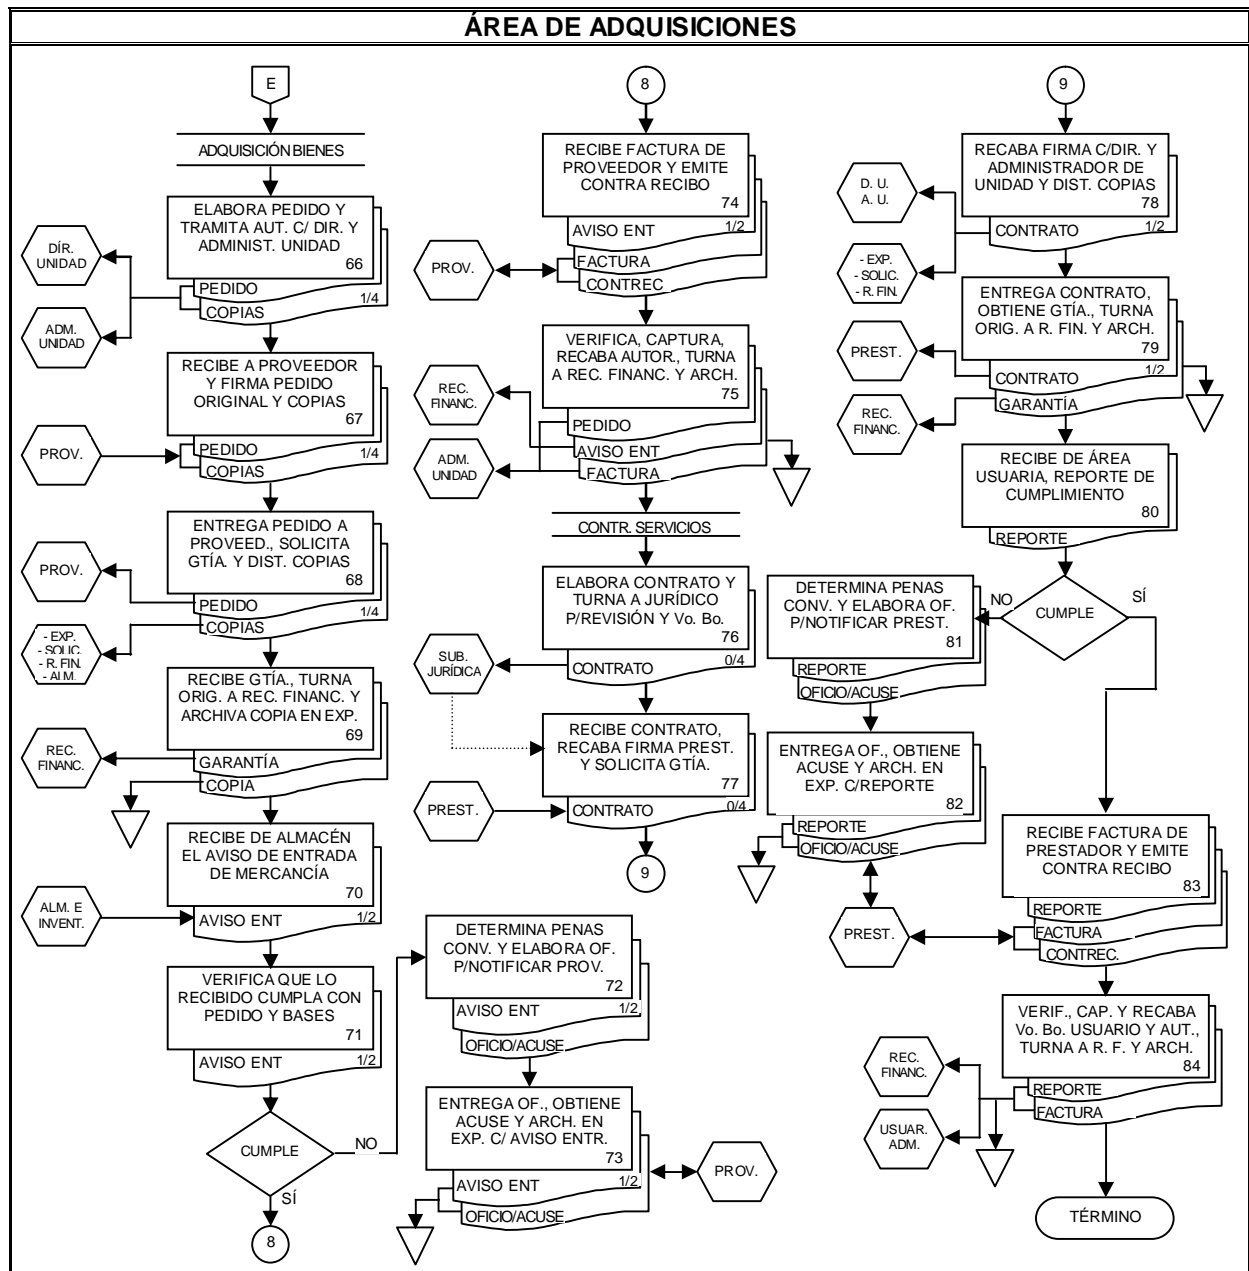 ÁREA DE ADQUISICIONES
E
ADQUISICIÓN BIENES
ELABORA PEDIDO Y
TRAMITA AUT. C/ DIR. Y
ADMINIST. UNIDAD
66
PEDIDO
COPIAS
1/4
DÍR.
UNIDAD
ADM.
UNIDAD
RECIBE A PROVEEDOR
Y FIRMA PEDIDO
ORIGINAL Y COPIAS
67
PEDIDO
COPIAS
1/4
PROV.
ENTREGA PEDIDO A
PROVEED., SOLICITA
GTÍA. Y DIST. COPIAS
68
PEDIDO
COPIAS
1/4
PROV.
- EXP.
- SOLIC.
- R. FIN.
- ALM.
RECIBE GTÍA., TURNA
ORIG. A REC. FINANC. Y
ARCHIVA COPIA EN EXP.
69
GARANTÍA
COPIA
REC.
FINANC.
RECIBE DE ALMACÉN
EL AVISO DE ENTRADA
DE MERCANCÍA
70
AVISO ENT
1/2
ALM. E
INVENT.
VERIFICA QUE LO
RECIBIDO CUMPLA CON
PEDIDO Y BASES
71
AVISO ENT
1/2
CUMPLE
NO
SÍ
8
DETERMINA PENAS
CONV. Y ELABORA OF.
P/NOTIFICAR PROV.
72
AVISO ENT
1/2
OFICIO/ACUSE
ENTREGA OF., OBTIENE
ACUSE Y ARCH. EN
EXP. C/ AVISO ENTR.
73
AVISO ENT
1/2
OFICIO/ACUSE
PROV.
8
RECIBE FACTURA DE
PROVEEDOR Y EMITE
CONTRA RECIBO
74
AVISO ENT
1/2
FACTURA
CONTREC
PROV.
VERIFICA, CAPTURA,
RECABA AUTOR., TURNA
A REC. FINANC. Y ARCH.
75
PEDIDO
AVISO ENT
FACTURA
REC.
FINANC.
ADM.
UNIDAD
CONTR. SERVICIOS
ELABORA CONTRATO Y
TURNA A JURÍDICO
P/REVISIÓN Y Vo. Bo.
76
CONTRATO
0/4
SUB.
JURÍDICA
RECIBE CONTRATO,
RECABA FIRMA PREST.
Y SOLICITA GTÍA.
77
CONTRATO
0/4
PREST.
9
9
RECABA FIRMA C/DIR. Y
ADMINISTRADOR DE
UNIDAD Y DIST. COPIAS
78
CONTRATO
1/2
D. U.
A. U.
- EXP.
- SOLIC.
- R. FIN.
ENTREGA CONTRATO,
OBTIENE GTÍA., TURNA
ORIG. A R. FIN. Y ARCH.
79
CONTRATO
1/2
GARANTÍA
PREST.
REC.
FINANC.
RECIBE DE ÁREA
USUARIA, REPORTE DE
CUMPLIMIENTO
80
REPORTE
CUMPLE
NO
SÍ
DETERMINA PENAS
CONV. Y ELABORA OF.
P/NOTIFICAR PREST.
81
REPORTE
OFICIO/ACUSE
ENTREGA OF., OBTIENE
ACUSE Y ARCH. EN
EXP. C/REPORTE
82
REPORTE
OFICIO/ACUSE
PREST.
RECIBE FACTURA DE
PRESTADOR Y EMITE
CONTRA RECIBO
83
REPORTE
FACTURA
CONTREC.
VERIF., CAP. Y RECABA
Vo. Bo. USUARIO Y AUT.,
TURNA A R. F. Y ARCH.
84
REPORTE
FACTURA
REC.
FINANC.
USUAR.
ADM.
TÉRMINO